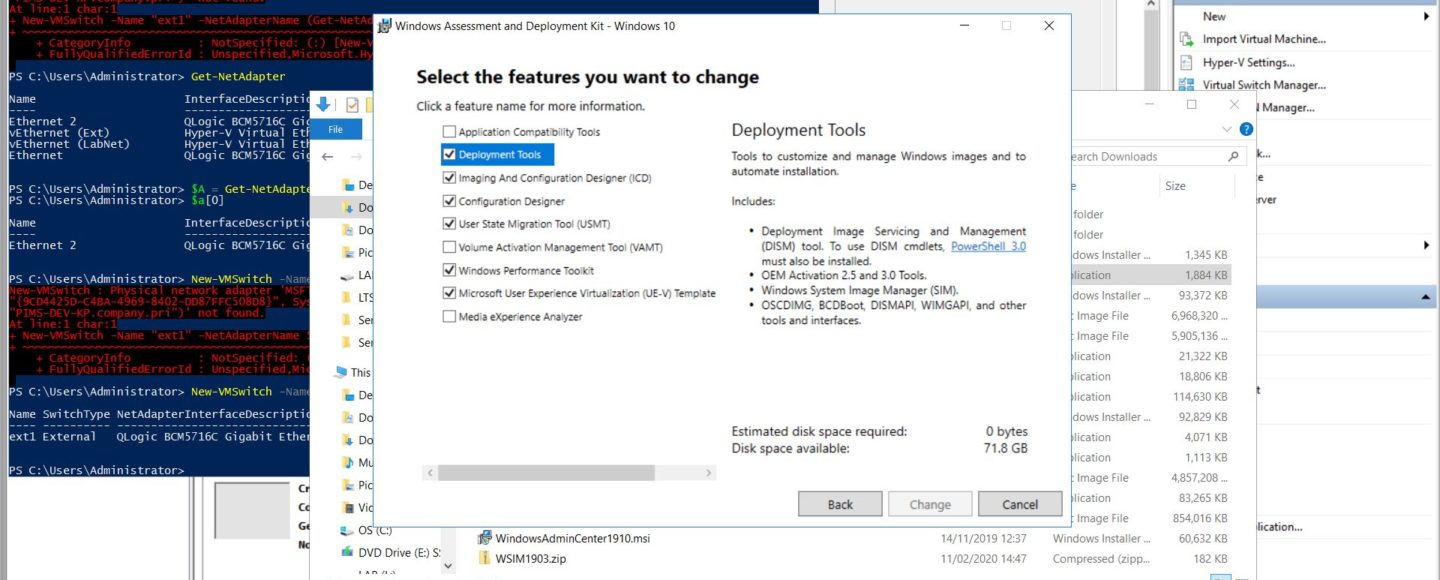 At line:1 char:1
+ New-VMSwitch -Name "ext1" -NetAdapterName (Get-NetAd
+ CategoryInfo : NotSpecified: (:) [New-V
+ FullyQualifiedErrorId : Unspecified,Microsoft.Hy
PS C:\Users\Administrator> Get-NetAdapter
Name InterfaceDescriptio
---- --------------------
Ethernet 2 QLogic BCM5716C Gig
vEthernet (Ext) Hyper-V Virtual Eth
vEthernet (LabNet) Hyper-V Virtual Eth
Ethernet QLogic BCM5716C Gig
PS C:\Users\Administrator> $A = Get-NetAdapte
PS C:\Users\Administrator> $a[0]
Name InterfaceDescriptio
---- --------------------
Ethernet 2 QLogic BCM5716C Gig
PS C:\Users\Administrator> New-VMSwitch -Name
New-VMSwitch : Physical network adapter 'MSFT
"{9CD4425D-C4BA-4969-8402-DD87FFC508D8}", Sys
"PIMS-DEV-KP.company.pri")' not found.
At line:1 char:1
+ New-VMSwitch -Name "ext1" -NetAdapterName $
+ CategoryInfo : NotSpecified: (
+ FullyQualifiedErrorId : Unspecified,Mic
PS C:\Users\Administrator> New-VMSwitch -Name
Name SwitchType NetAdapterInterfaceDescriptio
---- ---------- -----------------------------
ext1 External QLogic BCM5716C Gigabit Ether
PS C:\Users\Administrator>
Windows Assessment and Deployment Kit - Windows 10
Select the features you want to change
Click a feature name for more information.
Application Compatibility Tools
Deployment Tools
Imaging And Configuration Designer (ICD)
Configuration Designer
User State Migration Tool (USMT)
Volume Activation Management Tool (VAMT)
Windows Performance Toolkit
Microsoft User Experience Virtualization (UE-V) Template
Media eXperience Analyzer
Deployment Tools
Tools to customize and manage Windows images and to
automate installation.
Includes:
• Deployment Image Servicing and Management
(DISM) tool. To use DISM cmdlets, PowerShell 3.0
must also be installed.
• OEM Activation 2.5 and 3.0 Tools.
• Windows System Image Manager (SIM).
• OSCDIMG, BCDBoot, DISMAPI, WIMGAPI, and other
tools and interfaces.
Estimated disk space required: 0 bytes
Disk space available: 71.8 GB
Back
Change
Cancel
File
De
Do
Do
Pic
LA
LTS
Ser
Ser
This
De
Do
Do
Mu
Pic
Vid
OS (C:)
DVD Drive (E:) S
LAB (I:)
Search Downloads
Size
folder
folder
Windows Installer ... 1,345 KB
plication 1,884 KB
Windows Installer ... 93,372 KB
c Image File 6,968,320 ...
c Image File 5,905,136 ...
plication 21,322 KB
plication 18,806 KB
plication 114,630 KB
Windows Installer ... 92,829 KB
plication 4,071 KB
plication 1,113 KB
c Image File 4,857,208 ...
plication 83,265 KB
c Image File 854,016 KB
WindowsAdminCenter1910.msi 14/11/2019 12:37 Windows Installer ... 60,632 KB
WSIM1903.zip 11/02/2020 14:47 Compressed (zipp... 182 KB
Cr
Co
Ge
No
New
Import Virtual Machine...
Hyper-V Settings...
Virtual Switch Manager...
N Manager...
k...
e
erver
t
lication...